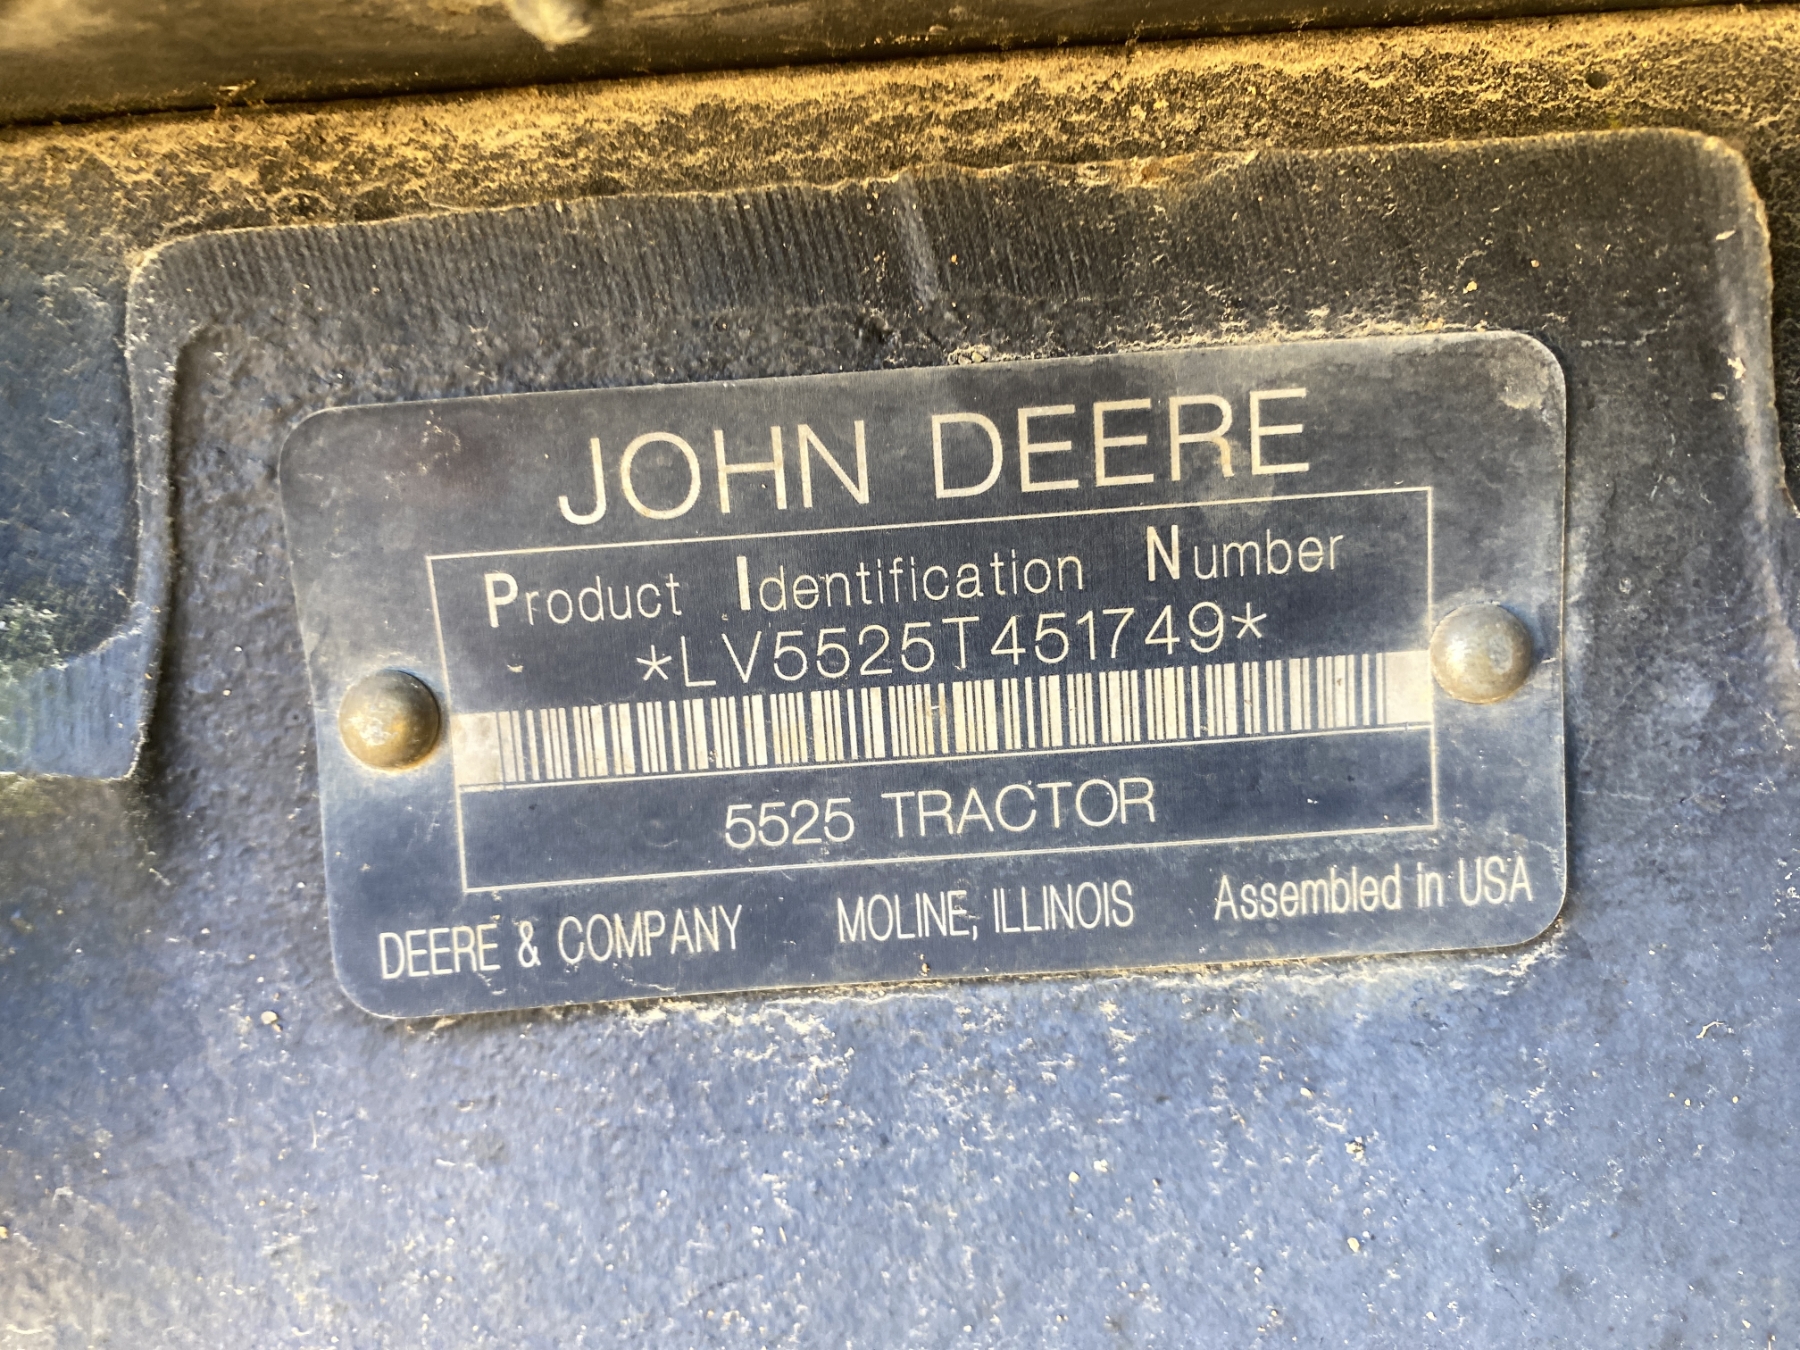 JOHN DEERE
Product Identification Number
*LV5525T451749*
5525 TRACTOR
DEERE & COMPANY MOLINE, ILLINOIS Assembled in USA